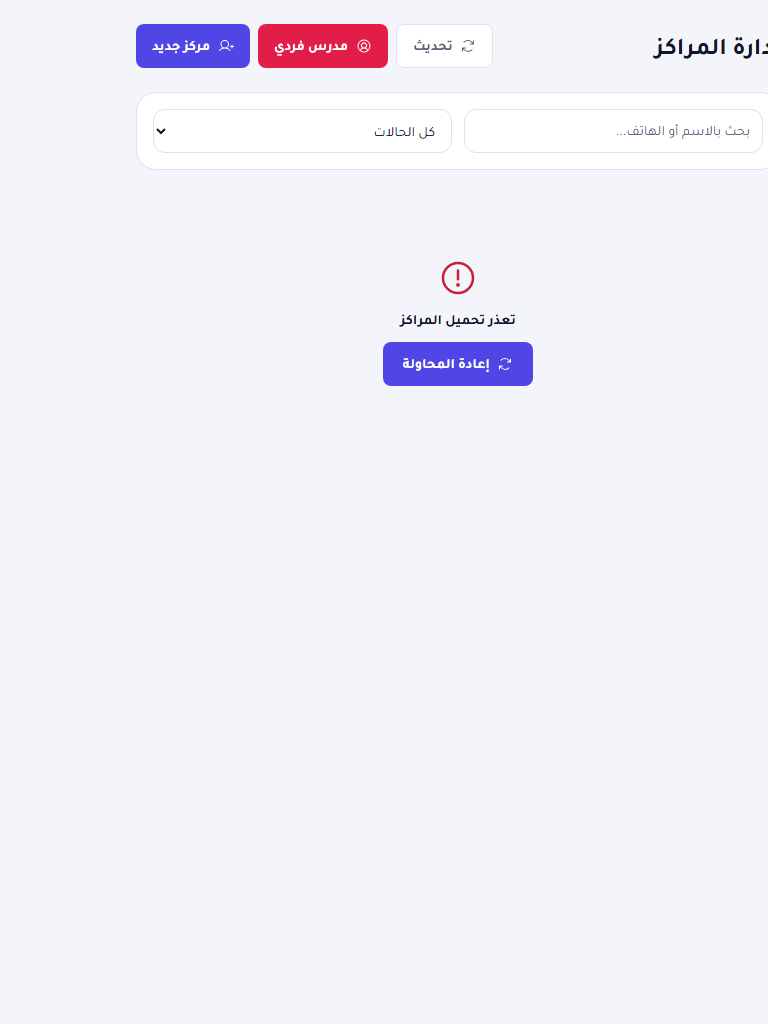 دارة المراكز
تحديث
مدرس فردي
مركز جديد
بحث بالاسم أو الهاتف...
كل الحالات
تعذر تحميل المراكز
إعادة المحاولة